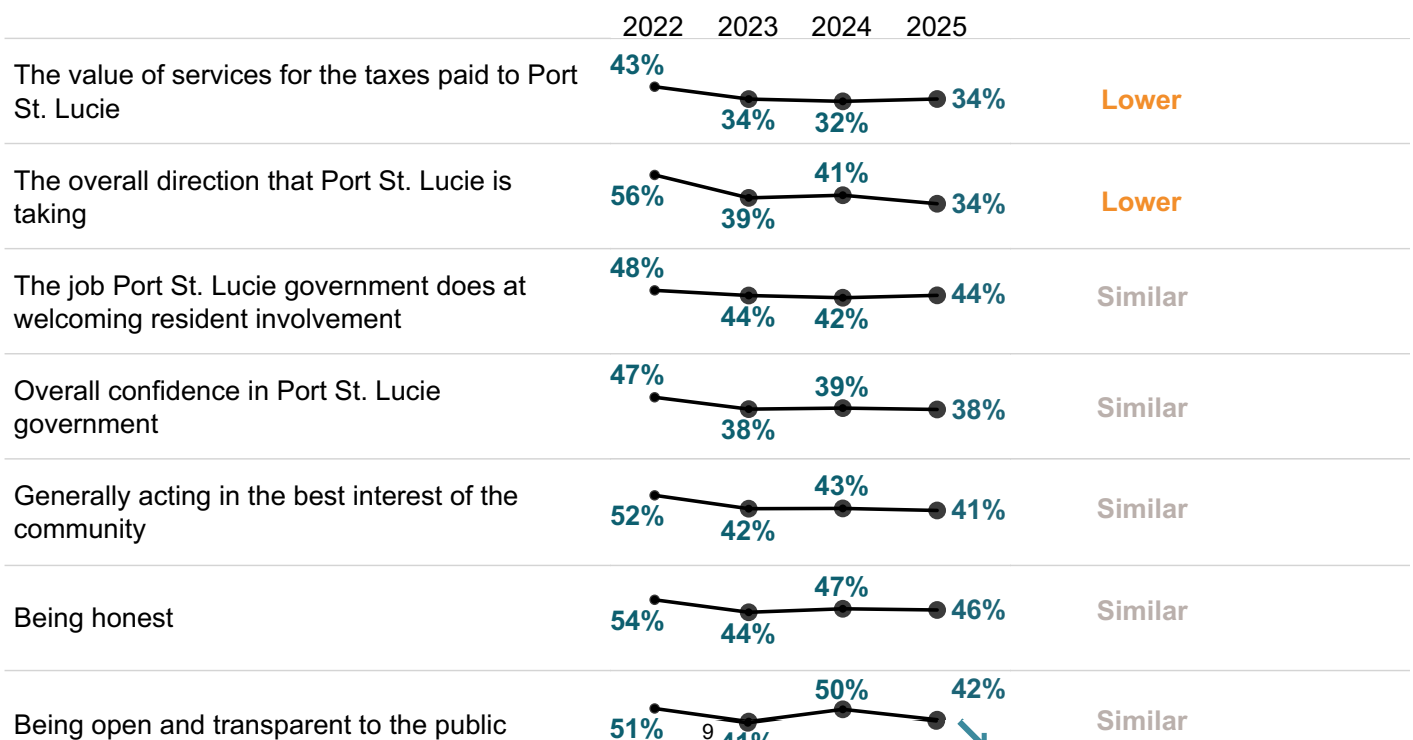 2022 2023 2024 2025
The value of services for the taxes paid to Port
St. Lucie
43% 34% 32% 34% Lower
The overall direction that Port St. Lucie is
taking
56% 39% 41% 34% Lower
The job Port St. Lucie government does at
welcoming resident involvement
48% 44% 42% 44% Similar
Overall confidence in Port St. Lucie
government
47% 38% 39% 38% Similar
Generally acting in the best interest of the
community
52% 42% 43% 41% Similar
Being honest
54% 44% 47% 46% Similar
Being open and transparent to the public
51% 41% 50% 42% Similar
9